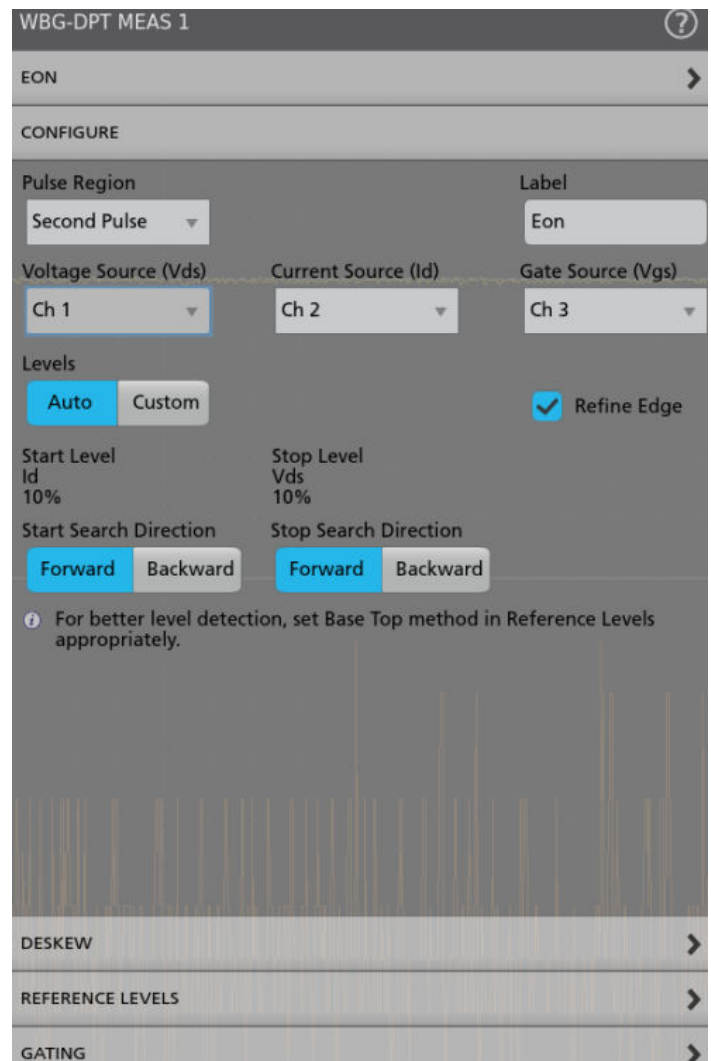 WBG-DPT MEAS 1
EON
CONFIGURE
Pulse Region
Label
Second Pulse
Eon
Voltage Source (Vds)
Current Source (Id)
Gate Source (Vgs)
Ch 1
Ch 2
Ch 3
Levels
Auto
Custom
Refine Edge
Start Level
Id
10%
Stop Level
Vds
10%
Start Search Direction
Stop Search Direction
Forward
Backward
Forward
Backward
For better level detection, set Base Top method in Reference Levels
appropriately.
DESKEW
REFERENCE LEVELS
GATING